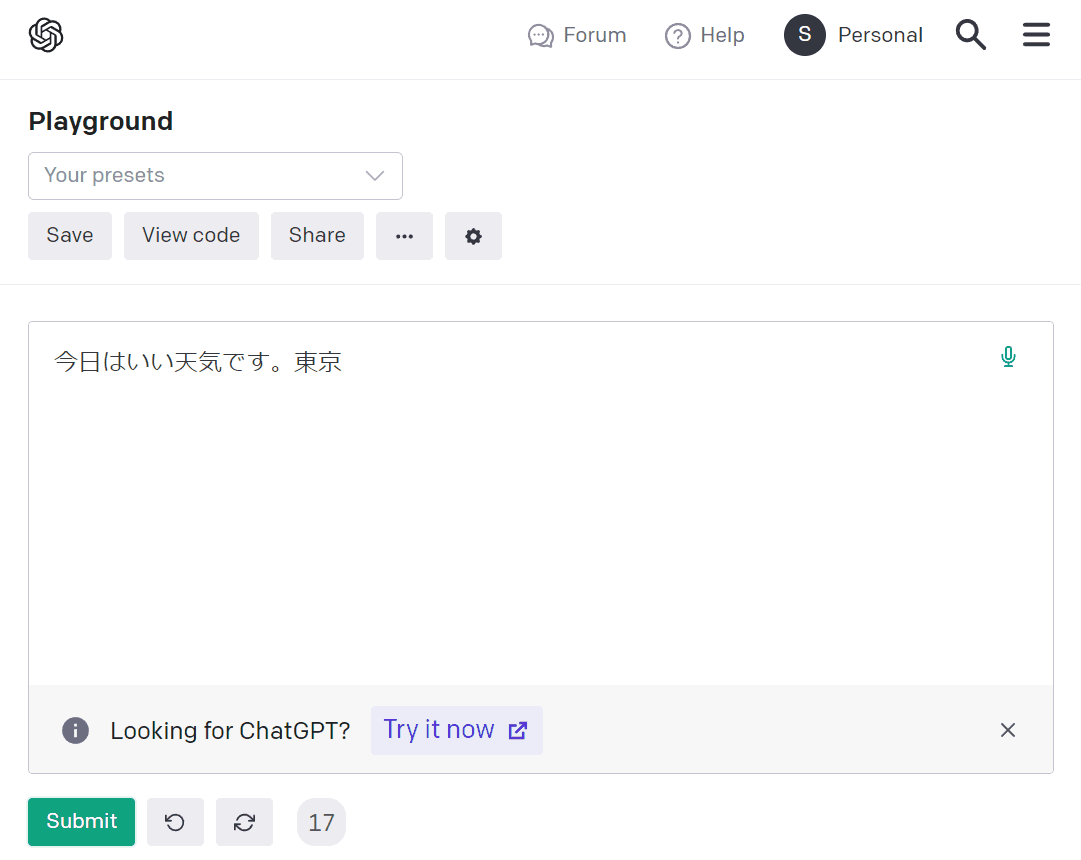 Forum Help S Personal
Playground
Your presets
Save View code Share
今日はいい天気です。東京
Looking for ChatGPT? Try it now
Submit 17